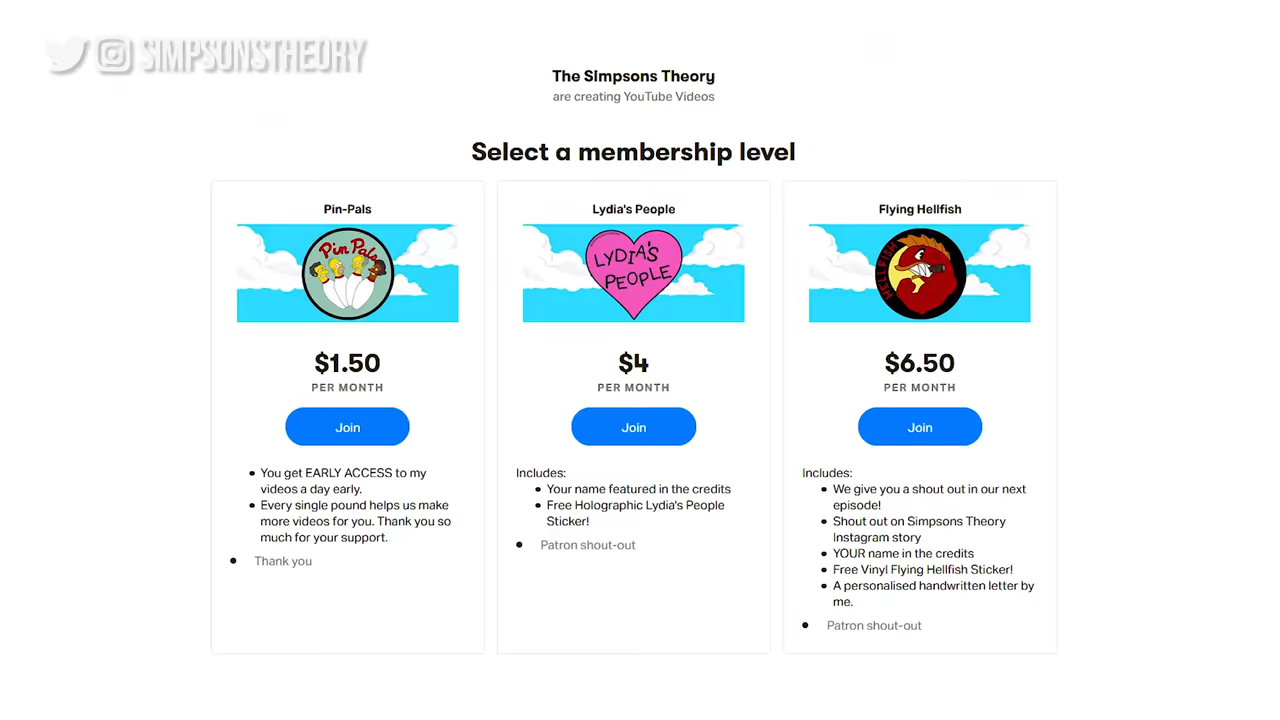 SIMPSONSTHEORY
The SImpsons Theory
are creating YouTube Videos
Select a membership level
Pin-Pals
Pin Pals
$1.50
PER MONTH
Join
You get EARLY ACCESS to my
videos a day early.
Every single pound helps us make
more videos for you. Thank you so
much for your support.
Thank you
Lydia's People
LYDIA'S
PEOPLE
$4
PER MONTH
Join
Includes:
Your name featured in the credits
Free Holographic Lydia's People
Sticker!
Patron shout-out
Flying Hellfish
HELLFISH
$6.50
PER MONTH
Join
Includes:
We give you a shout out in our next
episode!
Shout out on Simpsons Theory
Instagram story
YOUR name in the credits
Free Vinyl Flying Hellfish Sticker!
A personalised handwritten letter by
me.
Patron shout-out